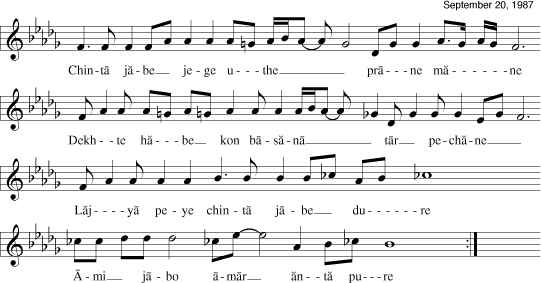 September 20, 1987
Chin-tā jā-be je-ge u---the prā---ne mā------ne
Dekh--te hā---be kon bā-sā-nā tār pe-chā-ne
Lāj---yā pe-ye chin-tā jā-be du------re
Ā-mi jā-bo ā-mār ān--tā pu---re